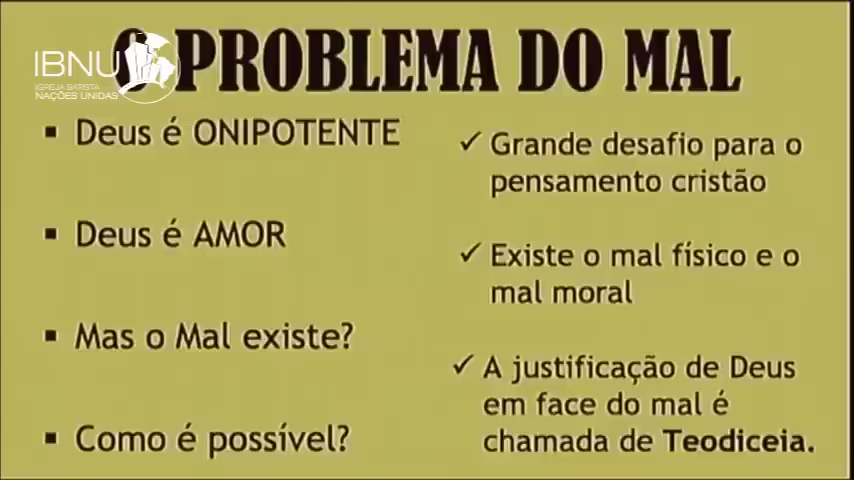 O PROBLEMA DO MAL
IBNU
IGREJA BATISTA
NAÇÕES UNIDAS
▪ Deus é ONIPOTENTE
▪ Deus é AMOR
▪ Mas o Mal existe?
▪ Como é possível?
✓ Grande desafio para o
pensamento cristão
✓ Existe o mal físico e o
mal moral
✓ A justificação de Deus
em face do mal é
chamada de Teodiceia.